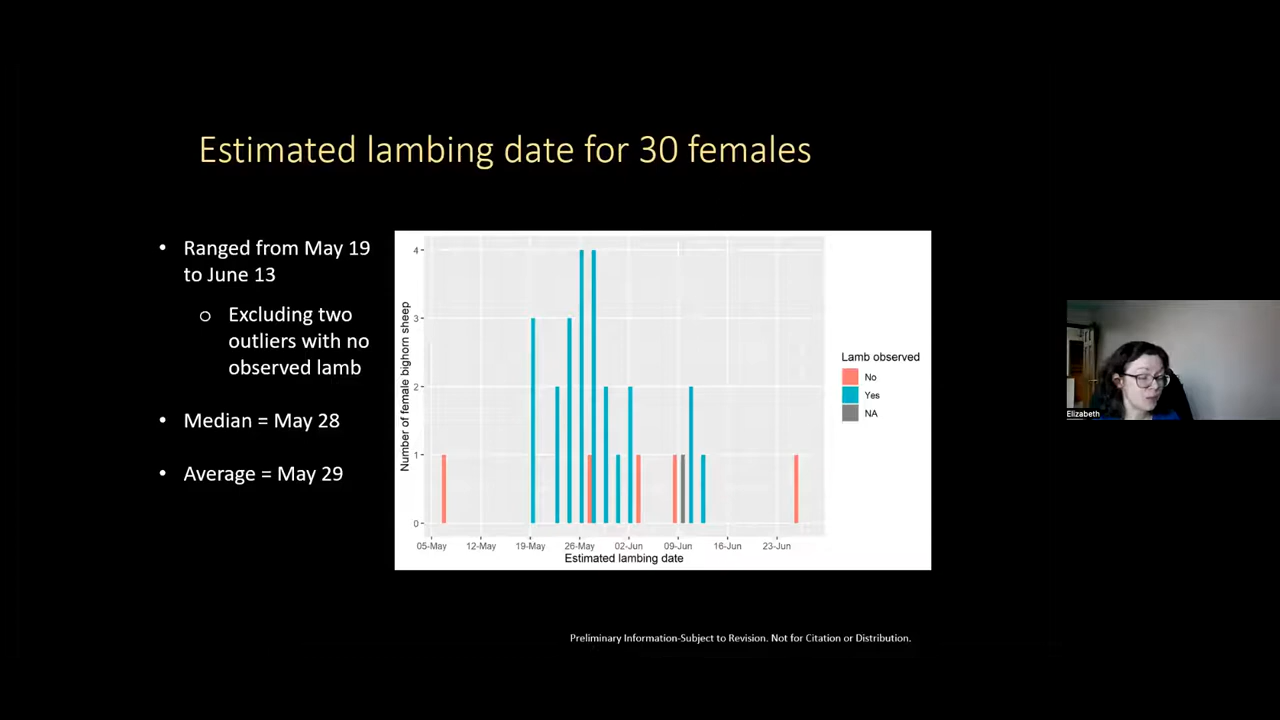 Estimated lambing date for 30 females
• Ranged from May 19
to June 13
o Excluding two
outliers with no
observed lamb
• Median = May 28
• Average = May 29
Number of female bighorn sheep
4
3
2
1
0
05-May 12-May 19-May 26-May 02-Jun 09-Jun 16-Jun 23-Jun
Estimated lambing date
Lamb observed
No
Yes
NA
Elizabeth
Preliminary Information-Subject to Revision. Not for Citation or Distribution.